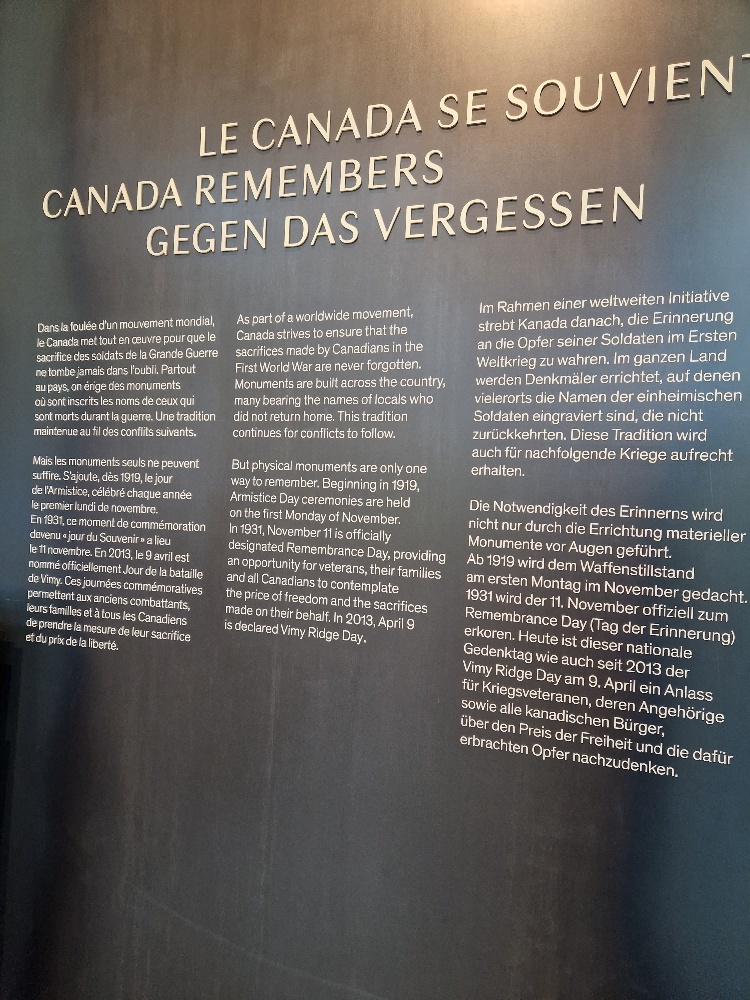 LE CANADA SE SOUVIENT
CANADA REMEMBERS
GEGEN DAS VERGESSEN
Dans la foulée d'un mouvement mondial,
le Canada met tout en œuvre pour que le
sacrifice des soldats de la Grande Guerre
ne tombe jamais dans l'oubli. Partout
au pays, on érige des monuments
où sont inscrits les noms de ceux qui
sont morts durant la guerre. Une tradition
maintenue au fil des conflits suivants.
Mais les monuments seuls ne peuvent
suffire. S'ajoute, dès 1919, le jour
de l'Armistice, célébré chaque année
le premier lundi de novembre.
En 1931, ce moment de commémoration
devenu « jour du Souvenir » a lieu
le 11 novembre. En 2013, le 9 avril est
nommé officiellement Jour de la bataille
de Vimy. Ces journées commémoratives
permettent aux anciens combattants,
leurs familles et à tous les Canadiens
de prendre la mesure de leur sacrifice
et du prix de la liberté.
As part of a worldwide movement,
Canada strives to ensure that the
sacrifices made by Canadians in the
First World War are never forgotten.
Monuments are built across the country,
many bearing the names of locals who
did not return home. This tradition
continues for conflicts to follow.
But physical monuments are only one
way to remember. Beginning in 1919,
Armistice Day ceremonies are held
on the first Monday of November.
In 1931, November 11 is officially
designated Remembrance Day, providing
an opportunity for veterans, their families
and all Canadians to contemplate
the price of freedom and the sacrifices
made on their behalf. In 2013, April 9
is declared Vimy Ridge Day.
Im Rahmen einer weltweiten Initiative
strebt Kanada danach, die Erinnerung
an die Opfer seiner Soldaten im Ersten
Weltkrieg zu wahren. Im ganzen Land
werden Denkmäler errichtet, auf denen
vielerorts die Namen der einheimischen
Soldaten eingraviert sind, die nicht
zurückkehrten. Diese Tradition wird
auch für nachfolgende Kriege aufrecht
erhalten.
Die Notwendigkeit des Erinnerns wird
nicht nur durch die Errichtung materieller
Monumente vor Augen geführt.
Ab 1919 wird dem Waffenstillstand
am ersten Montag im November gedacht.
1931 wird der 11. November offiziell zum
Remembrance Day (Tag der Erinnerung)
erkoren. Heute ist dieser nationale
Gedenktag wie auch seit 2013 der
Vimy Ridge Day am 9. April ein Anlass
für Kriegsveteranen, deren Angehörige
sowie alle kanadischen Bürger,
über den Preis der Freiheit und die dafür
erbrachten Opfer nachzudenken.